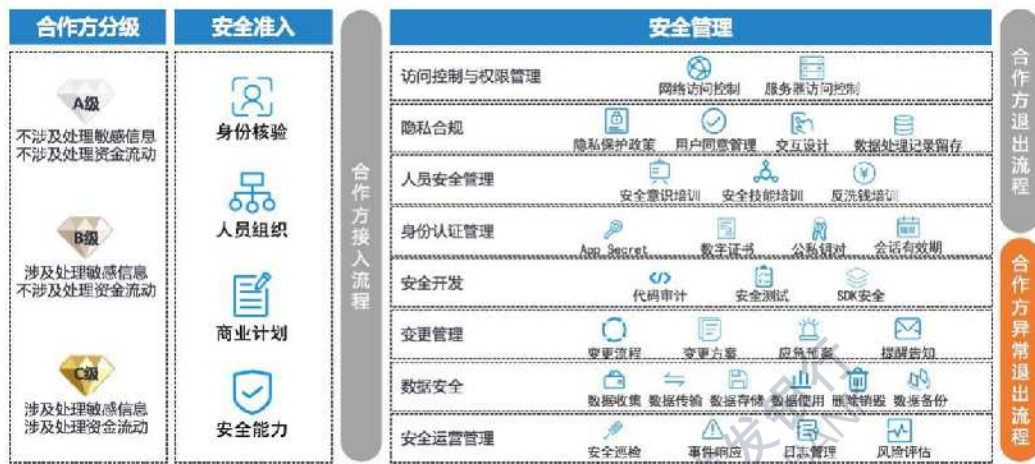 合作方分级
A级
不涉及处理敏感信息
不涉及处理资金流动
B级
涉及处理敏感信息
不涉及处理资金流动
C级
涉及处理敏感信息
涉及处理资金流动
安全准入
身份核验
人员组织
商业计划
安全能力
合作方接入流程
安全管理
访问控制与权限管理
网络访问控制 服务器访问控制
隐私合规
隐私保护政策 用户同意管理 交互设计 数据处理记录留存
人员安全管理
安全意识培训 安全技能培训 反洗钱培训
身份认证管理
App Secret 数字证书 公私钥对 会话有效期
安全开发
代码审计 安全测试 SDK安全
变更管理
变更流程 变更方案 应急预案 提醒告知
数据安全
数据收集 数据传输 数据存储 数据使用 删除销毁 数据备份
安全运营管理
安全巡检 事件响应 日志管理 风险评估
合作方退出流程
合作方异常退出流程
发银行